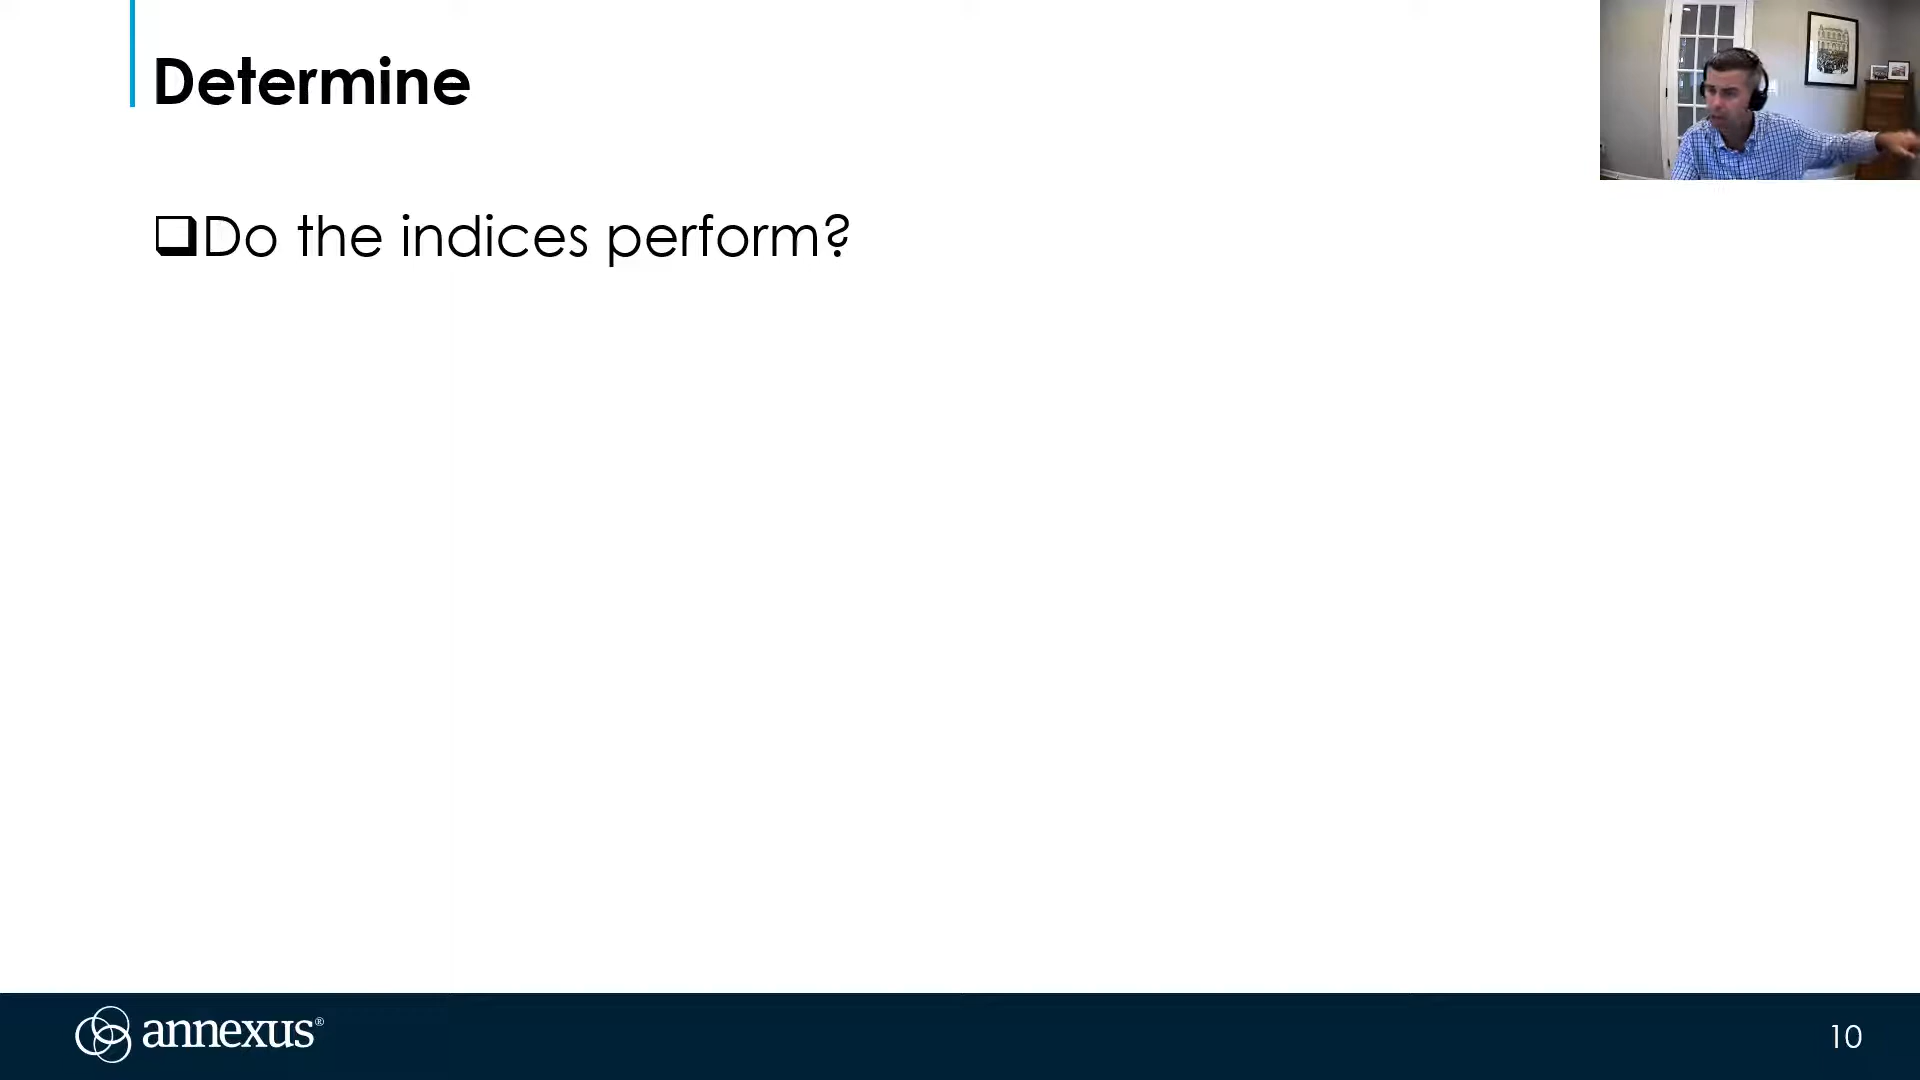 Determine
❑Do the indices perform?
annexus®
10